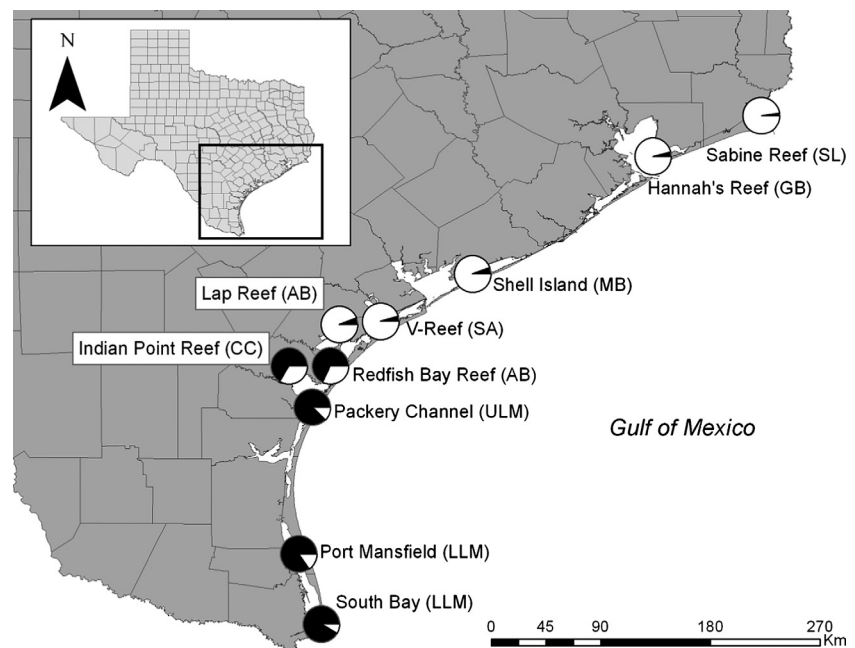 N
Sabine Reef (SL)
Hannah's Reef (GB)
Shell Island (MB)
Lap Reef (AB)
V-Reef (SA)
Indian Point Reef (CC)
Redfish Bay Reef (AB)
Packery Channel (ULM)
Gulf of Mexico
Port Mansfield (LLM)
South Bay (LLM)
0 45 90 180 270
Km